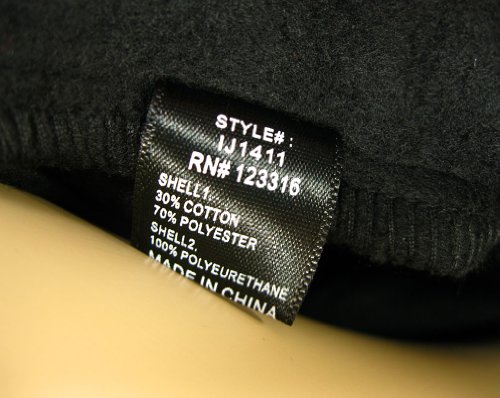 STYLE#:
IJ1411
RN# 123316
SHELL1.
30% COTTON
70% POLYESTER
SHELL2.
100% POLYEURETHANE
MADE IN CHINA